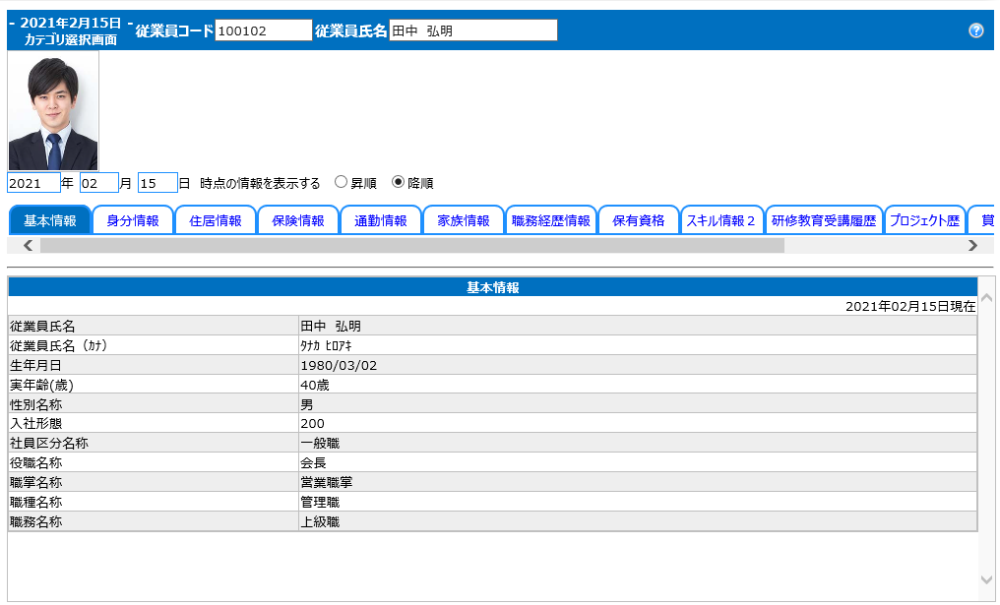 - 2021年2月15日 -
カテゴリ選択画面
従業員コード 100102 従業員氏名 田中 弘明
2021 年 02 月 15 日 時点の情報を表示する 昇順 降順
基本情報 身分情報 住居情報 保険情報 通勤情報 家族情報 職務経歴情報 保有資格 スキル情報２ 研修教育受講履歴 プロジェクト歴 賞
基本情報
2021年02月15日現在
従業員氏名 田中 弘明
従業員氏名（ｶﾅ） ﾀﾅｶ ﾋﾛｱｷ
生年月日 1980/03/02
実年齢(歳) 40歳
性別名称 男
入社形態 200
社員区分名称 一般職
役職名称 会長
職掌名称 営業職掌
職種名称 管理職
職務名称 上級職